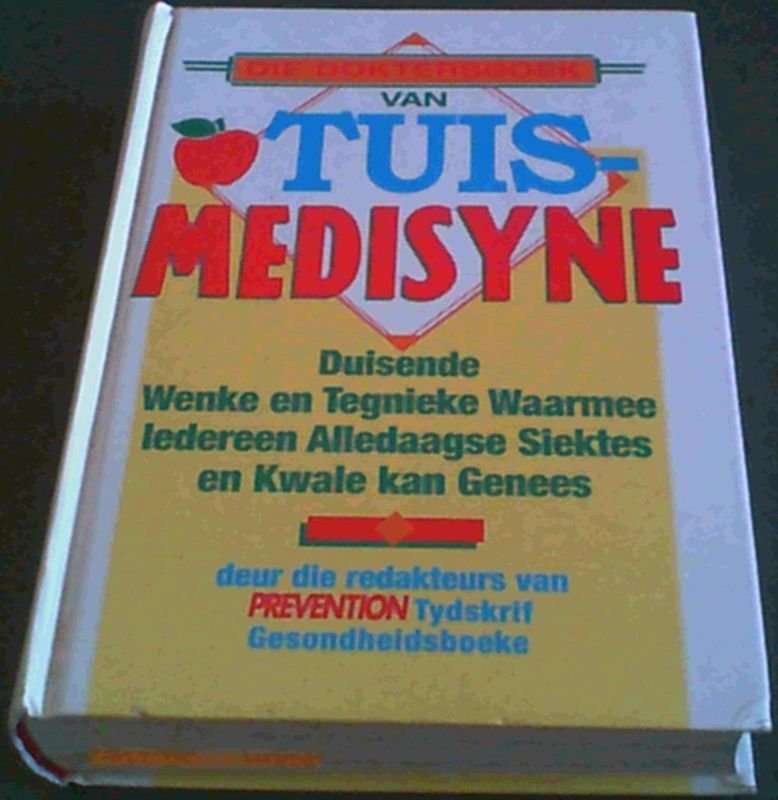 DIE DOKTERSBOEK
VAN
TUIS-
MEDISYNE
Duisende
Wenke en Tegnieke Waarmee
Iedereen Alledaagse Siektes
en Kwale kan Genees
deur die redakteurs van
PREVENTION Tydskrif
Gesondheidsboeke